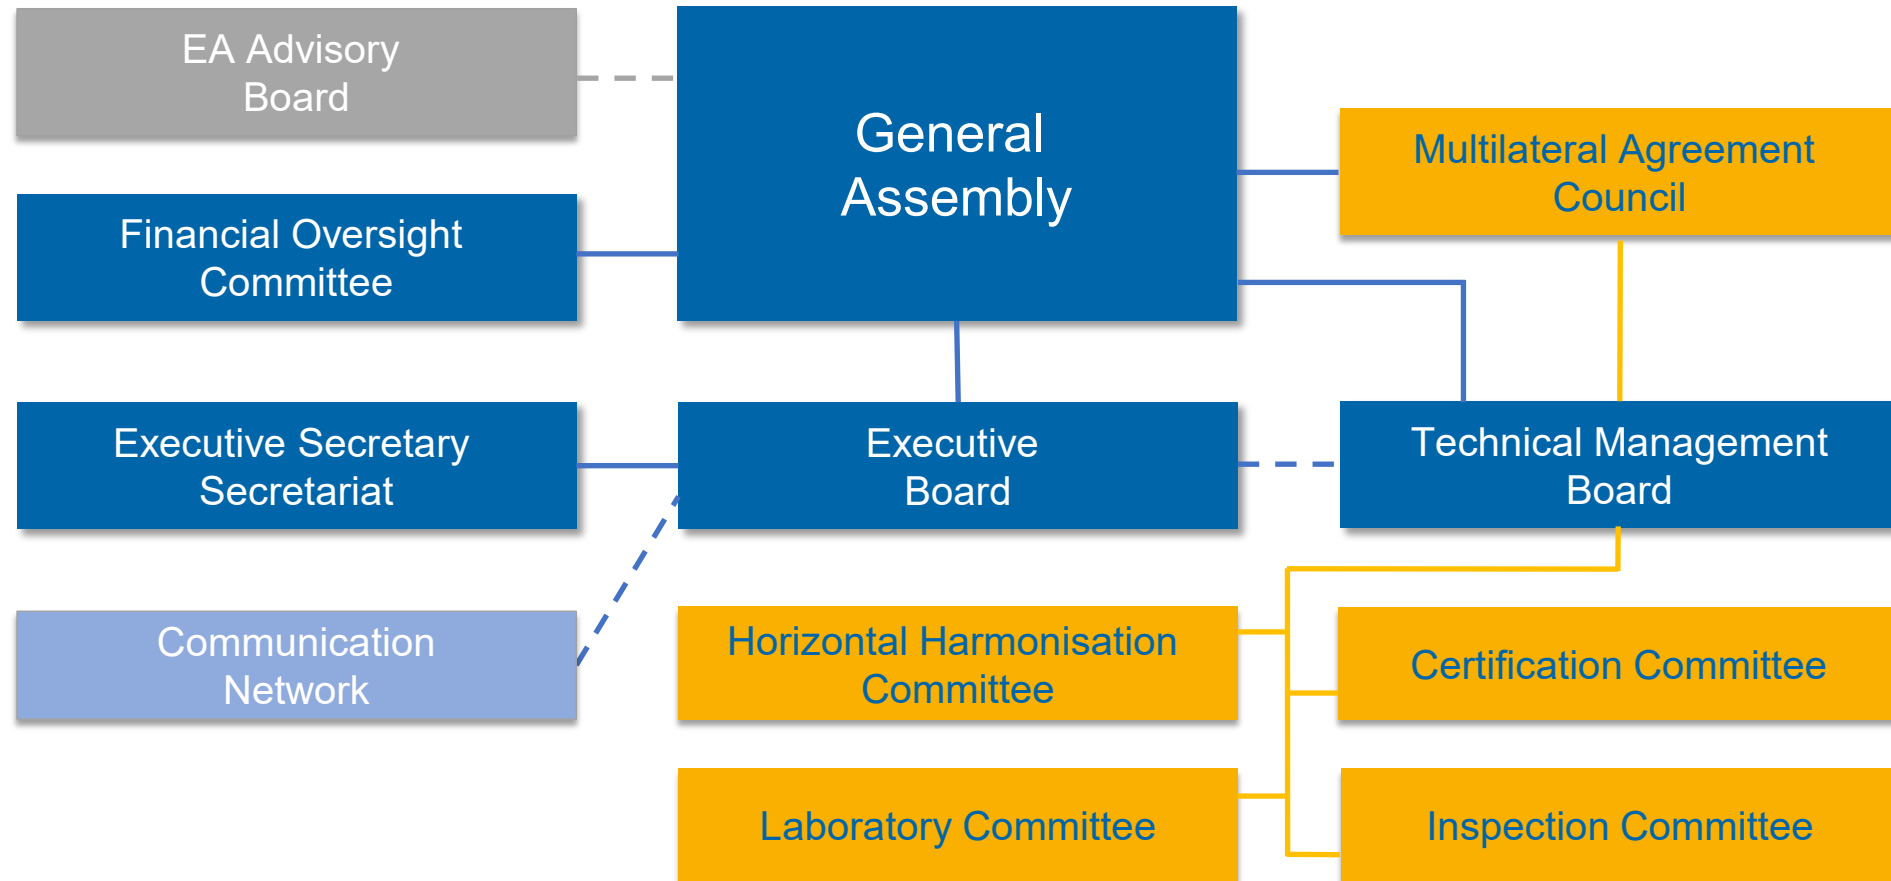 EA Advisory
Board
General
Assembly
Multilateral Agreement
Council
Financial Oversight
Committee
Executive Secretary
Secretariat
Executive
Board
Technical Management
Board
Communication
Network
Horizontal Harmonisation
Committee
Certification Committee
Laboratory Committee
Inspection Committee